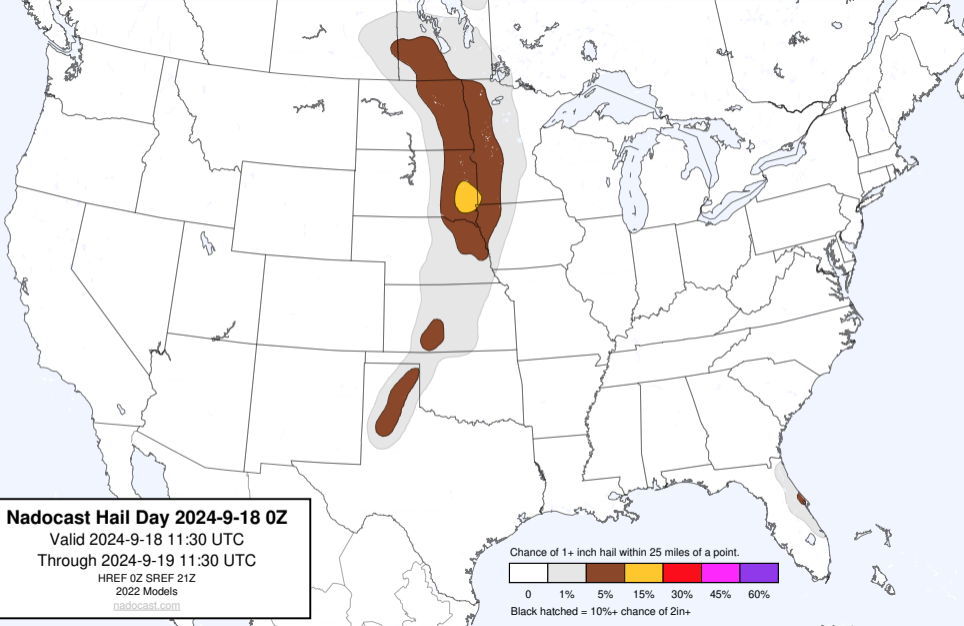 Nadocast Hail Day 2024-9-18 0Z
Valid 2024-9-18 11:30 UTC
Through 2024-9-19 11:30 UTC
HREF 0Z SREF 21Z
2022 Models
nadocast.com
Chance of 1+ inch hail within 25 miles of a point.
0 1% 5% 15% 30% 45% 60%
Black hatched = 10%+ chance of 2in+